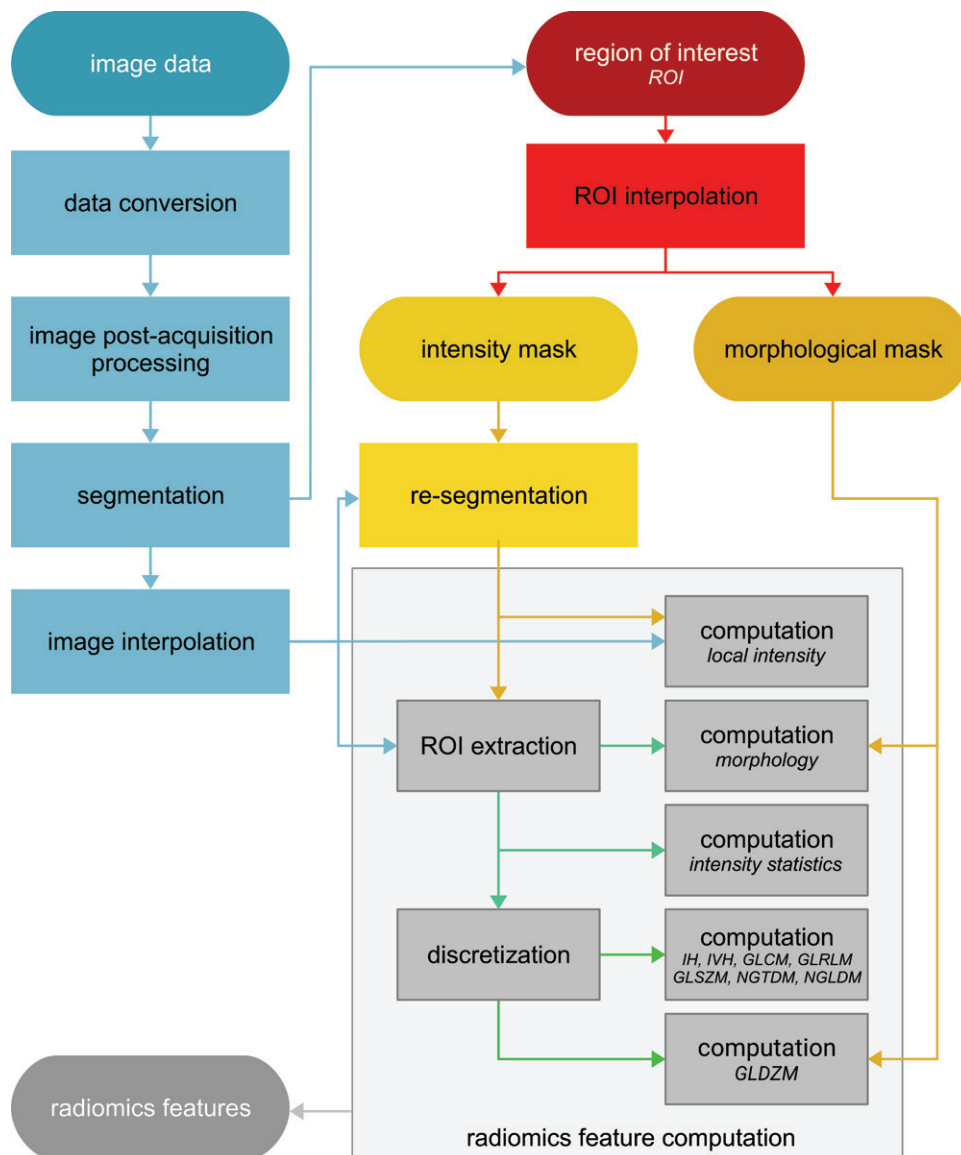 image data
data conversion
image post-acquisition
processing
segmentation
image interpolation
region of interest
ROI
ROI interpolation
intensity mask
morphological mask
re-segmentation
computation
local intensity
ROI extraction
computation
morphology
computation
intensity statistics
discretization
computation
IH, IVH, GLCM, GLRLM
GLSZM, NGTDM, NGLDM
computation
GLDZM
radiomics features
radiomics feature computation